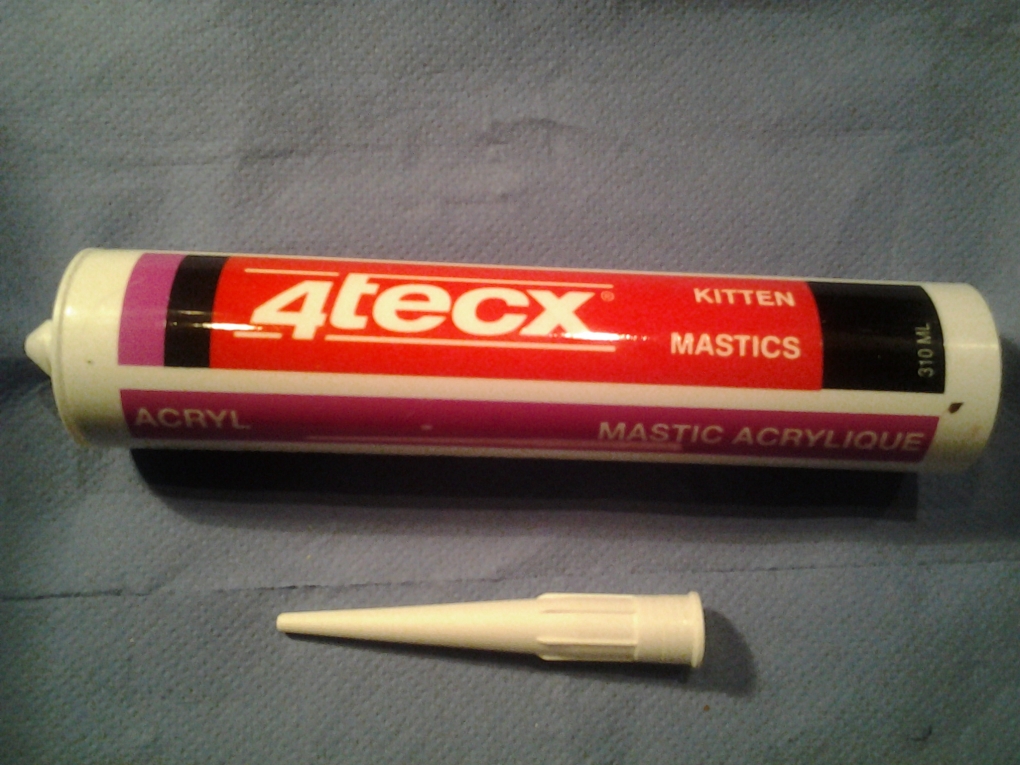 4tecx®
KITTEN
MASTICS
310 ML
ACRYL
MASTIC ACRYLIQUE